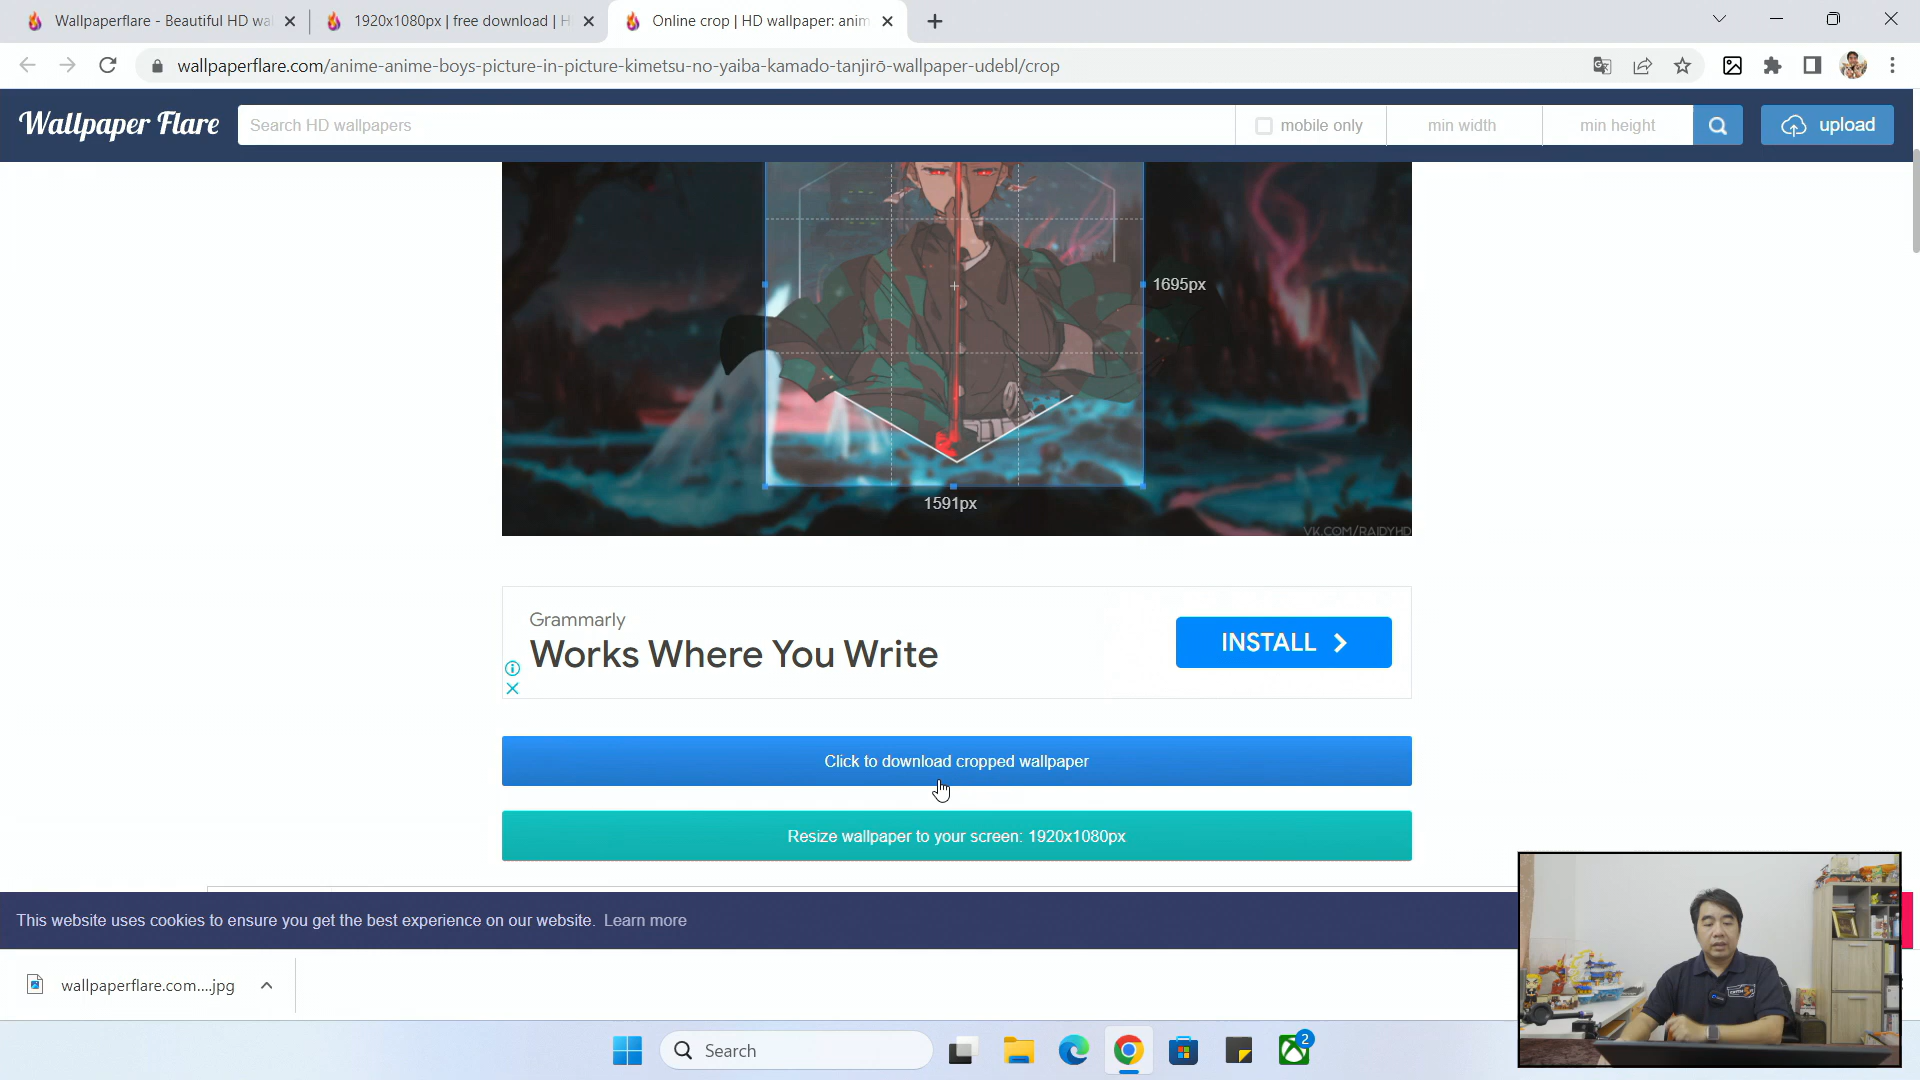 Wallpaperflare - Beautiful HD wal
1920x1080px | free download | H
Online crop | HD wallpaper: anim
wallpaperflare.com/anime-anime-boys-picture-in-picture-kimetsu-no-yaiba-kamado-tanjirō-wallpaper-udebl/crop
Wallpaper Flare
Search HD wallpapers
mobile only
min width
min height
upload
1695px
1591px
VK.COM/RAIDYHD
Grammarly
Works Where You Write
INSTALL
Click to download cropped wallpaper
Resize wallpaper to your screen: 1920x1080px
This website uses cookies to ensure you get the best experience on our website. Learn more
wallpaperflare.com....jpg
Search
2